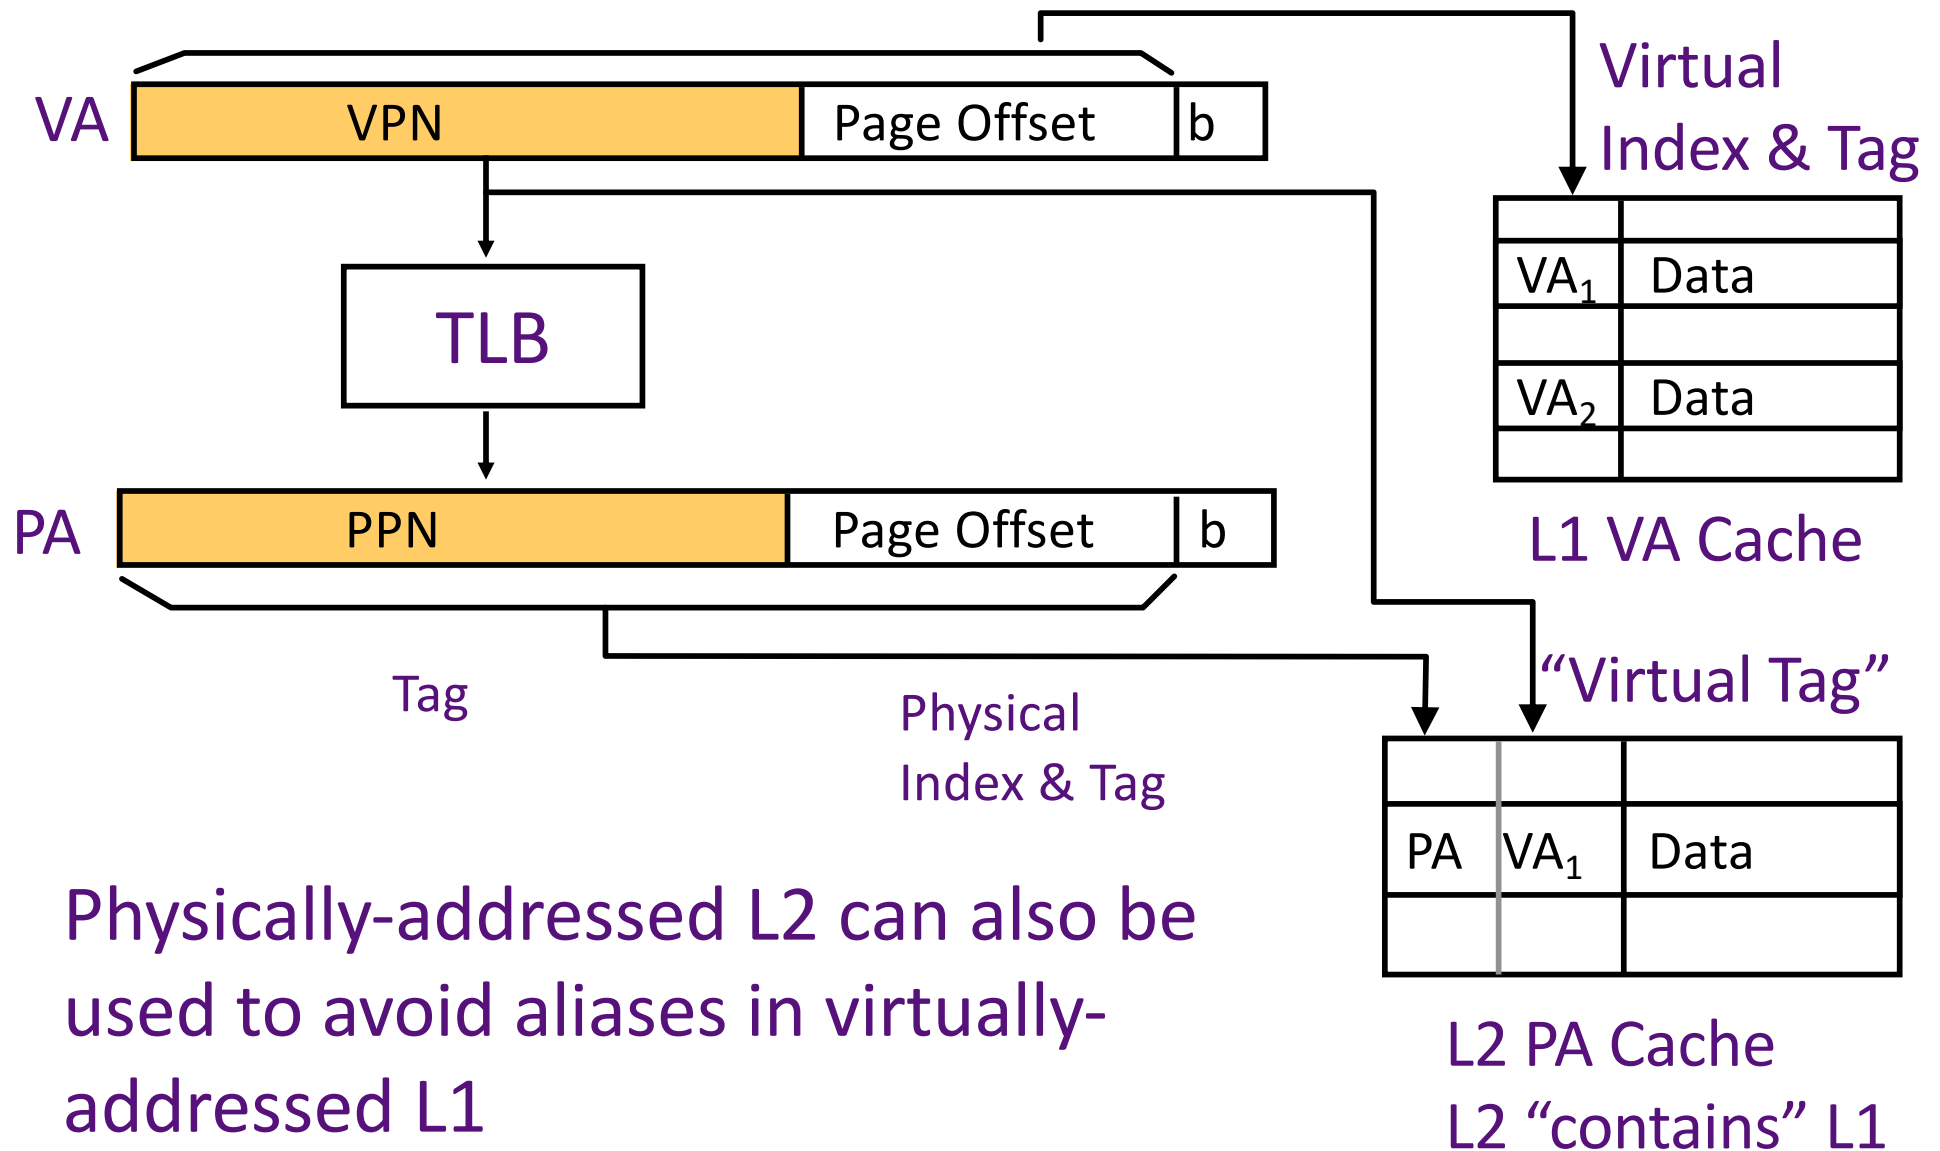 VA
VPN
Page Offset
b
Virtual
Index & Tag
VA₁
Data
VA₂
Data
L1 VA Cache
TLB
PA
PPN
Page Offset
b
Tag
Physical
Index & Tag
“Virtual Tag”
PA
VA₁
Data
L2 PA Cache
L2 “contains” L1
Physically-addressed L2 can also be
used to avoid aliases in virtually-
addressed L1